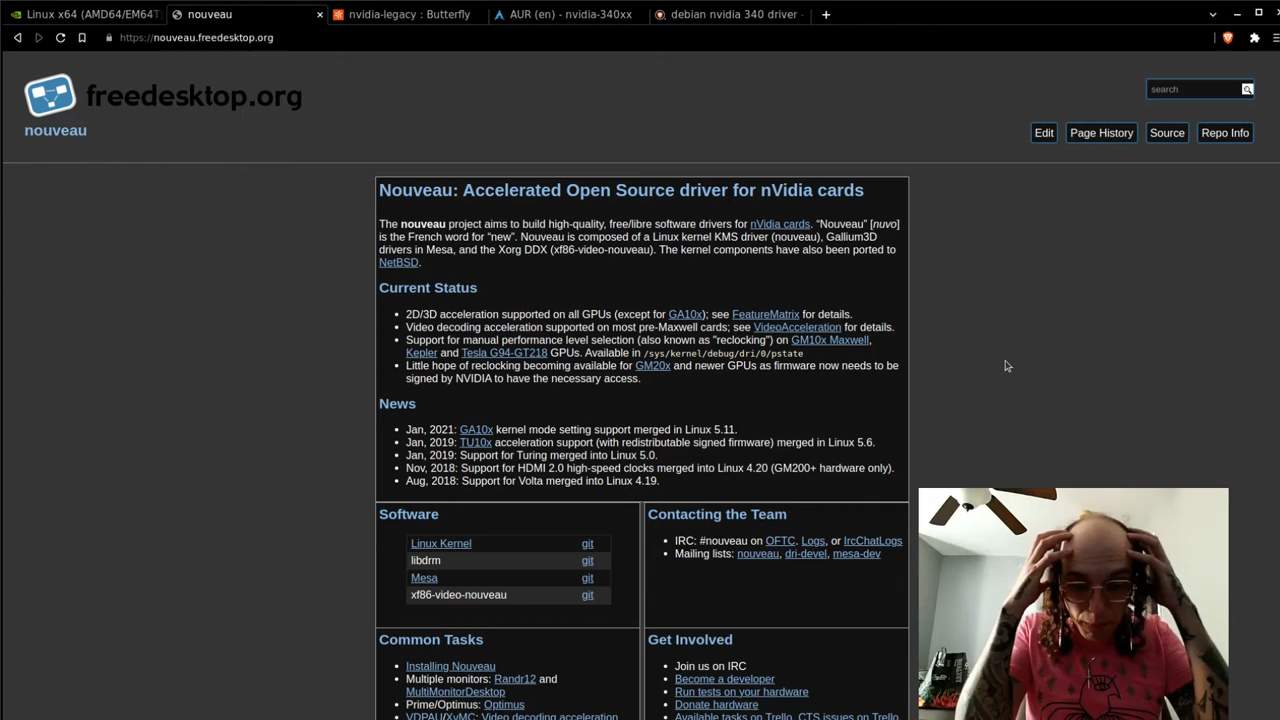 Linux x64 (AMD64/EM64T
nouveau
nvidia-legacy : Butterfly
AUR (en) - nvidia-340xx
debian nvidia 340 driver -
https://nouveau.freedesktop.org
freedesktop.org
search
nouveau
Edit
Page History
Source
Repo Info
Nouveau: Accelerated Open Source driver for nVidia cards
The nouveau project aims to build high-quality, free/libre software drivers for nVidia cards. “Nouveau” [nuvo]
is the French word for “new”. Nouveau is composed of a Linux kernel KMS driver (nouveau), Gallium3D
drivers in Mesa, and the Xorg DDX (xf86-video-nouveau). The kernel components have also been ported to
NetBSD.
Current Status
• 2D/3D acceleration supported on all GPUs (except for GA10x); see FeatureMatrix for details.
• Video decoding acceleration supported on most pre-Maxwell cards; see VideoAcceleration for details.
• Support for manual performance level selection (also known as "reclocking") on GM10x Maxwell,
Kepler and Tesla G94-GT218 GPUs. Available in /sys/kernel/debug/dri/0/pstate
• Little hope of reclocking becoming available for GM20x and newer GPUs as firmware now needs to be
signed by NVIDIA to have the necessary access.
News
• Jan, 2021: GA10x kernel mode setting support merged in Linux 5.11.
• Jan, 2019: TU10x acceleration support (with redistributable signed firmware) merged in Linux 5.6.
• Jan, 2019: Support for Turing merged into Linux 5.0.
• Nov, 2018: Support for HDMI 2.0 high-speed clocks merged into Linux 4.20 (GM200+ hardware only).
• Aug, 2018: Support for Volta merged into Linux 4.19.
Software
Linux Kernel git
libdrm git
Mesa git
xf86-video-nouveau git
Contacting the Team
• IRC: #nouveau on OFTC. Logs, or IrcChatLogs
• Mailing lists: nouveau, dri-devel, mesa-dev
Common Tasks
• Installing Nouveau
• Multiple monitors: Randr12 and
MultiMonitorDesktop
• Prime/Optimus: Optimus
• VDPAU/XvMC: Video decoding acceleration
Get Involved
• Join us on IRC
• Become a developer
• Run tests on your hardware
• Donate hardware
• Available tasks on Trello, CTS issues on Trello